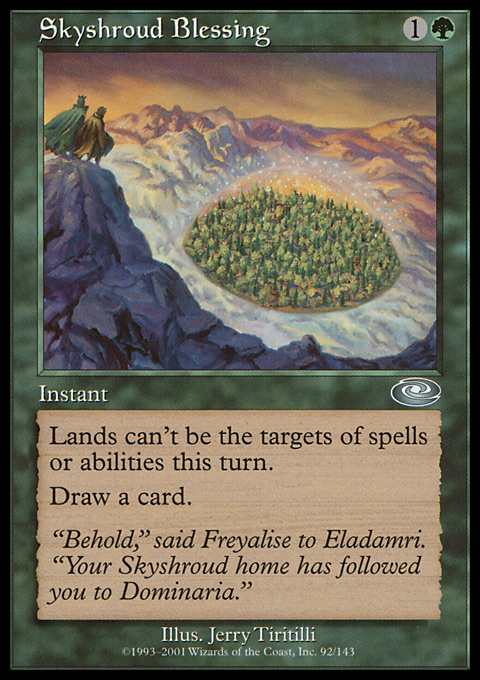 Skyshroud Blessing 1
Instant
Lands can't be the targets of spells
or abilities this turn.
Draw a card.
“Behold,” said Freyalise to Eladamri.
“Your Skyshroud home has followed
you to Dominaria.”
Illus. Jerry Tiritilli
©1993–2001 Wizards of the Coast, Inc. 92/143